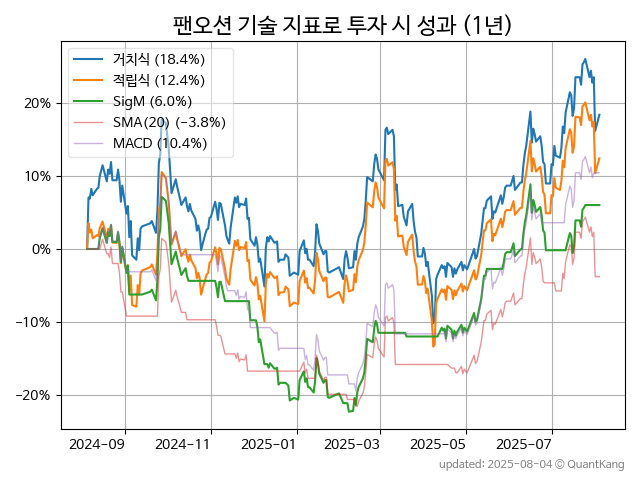 팬오션 기술 지표로 투자 시 성과 (1년)
거치식 (18.4%)
적립식 (12.4%)
SigM (6.0%)
SMA(20) (−3.8%)
MACD (10.4%)
20%
10%
0%
−10%
−20%
2024-09 2024-11 2025-01 2025-03 2025-05 2025-07
updated: 2025-08-04 © QuantKang